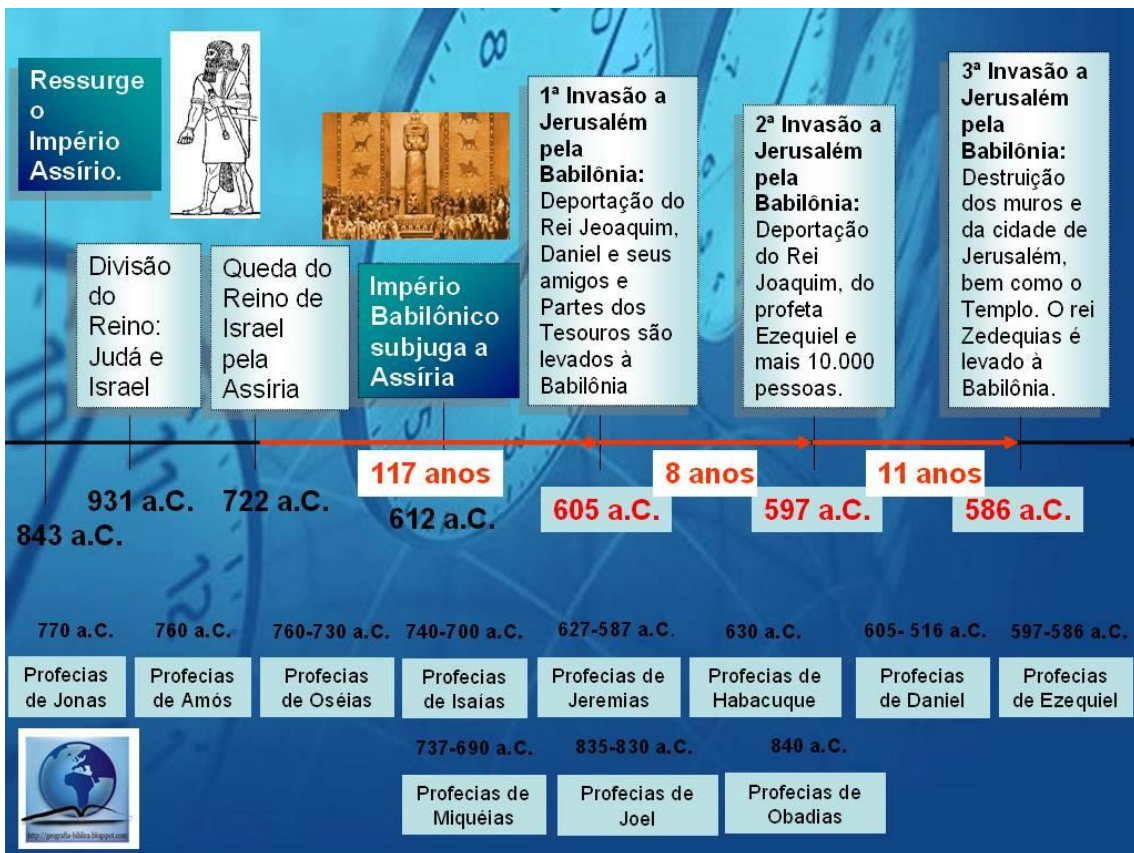 Ressurge
o
Império
Assírio.
Divisão
do
Reino:
Judá e
Israel
Queda do
Reino de
Israel
pela
Assíria
Império
Babilônico
subjuga a
Assíria
1ª Invasão a
Jerusalém
pela
Babilônia:
Deportação do
Rei Jeoaquim,
Daniel e seus
amigos e
Partes dos
Tesouros são
levados à
Babilônia
2ª Invasão a
Jerusalém
pela
Babilônia:
Deportação
do Rei
Joaquim, do
profeta
Ezequiel e
mais 10.000
pessoas.
3ª Invasão a
Jerusalém
pela
Babilônia:
Destruição
dos muros e
da cidade de
Jerusalém,
bem como o
Templo. O rei
Zedequias é
levado à
Babilônia.
117 anos
8 anos
11 anos
843 a.C.
931 a.C.
722 a.C.
612 a.C.
605 a.C.
597 a.C.
586 a.C.
770 a.C.
Profecias
de Jonas
760 a.C.
Profecias
de Amós
760-730 a.C.
Profecias
de Oséias
740-700 a.C.
Profecias
de Isaías
627-587 a.C.
Profecias de
Jeremias
630 a.C.
Profecias de
Habacuque
605- 516 a.C.
Profecias
de Daniel
597-586 a.C.
Profecias
de Ezequiel
737-690 a.C.
Profecias de
Miquéias
835-830 a.C.
Profecias de
Joel
840 a.C.
Profecias de
Obadias
http://geografia-biblica.blogspot.com